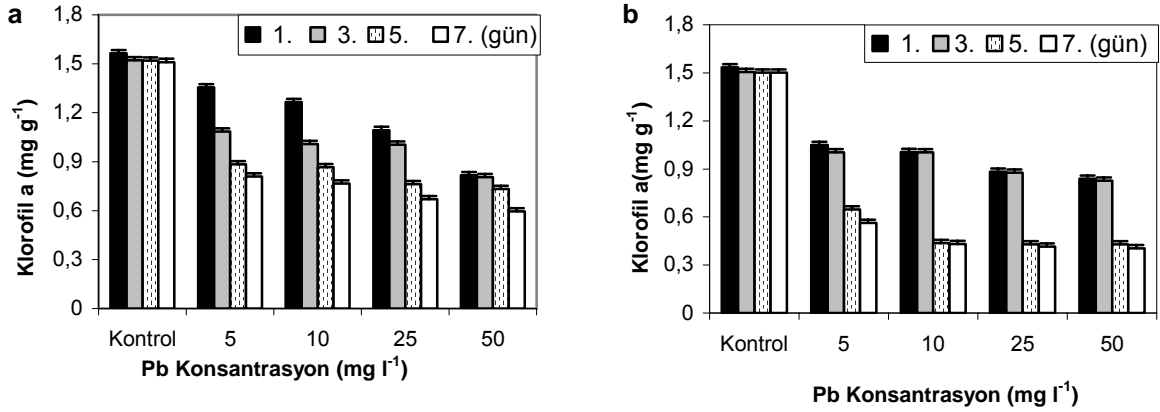 a
1,8
1,5
1,2
0,9
0,6
0,3
0
Klorofil a (mg g-1)
1. 3. 5. 7. (gün)
Kontrol 5 10 25 50
Pb Konsantrasyon (mg l-1)
b
1,8
1,5
1,2
0,9
0,6
0,3
0
Klorofil a(mg g-1)
1. 3. 5. 7. (gün)
Kontrol 5 10 25 50
Pb Konsantrasyon (mg l-1)